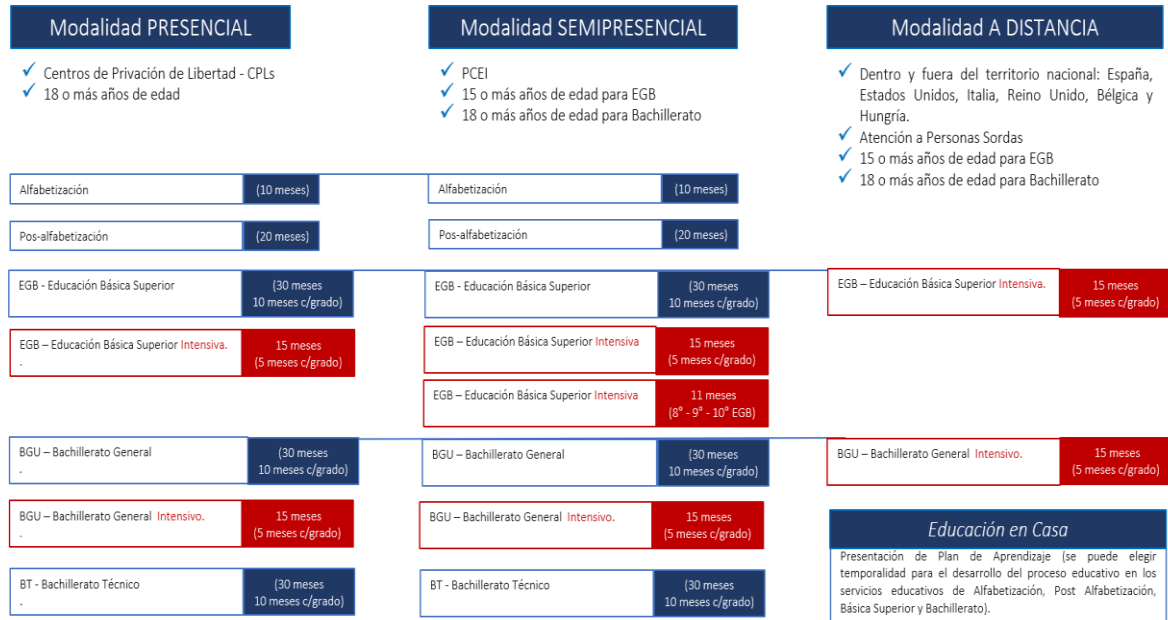 Modalidad PRESENCIAL
✓ Centros de Privación de Libertad - CPLs
✓ 18 o más años de edad
Alfabetización (10 meses)
Pos-alfabetización (20 meses)
EGB - Educación Básica Superior (30 meses
10 meses c/grado)
EGB – Educación Básica Superior Intensiva. 15 meses
. (5 meses c/grado)
BGU – Bachillerato General (30 meses
. 10 meses c/grado)
BGU – Bachillerato General Intensivo. 15 meses
. (5 meses c/grado)
BT - Bachillerato Técnico (30 meses
. 10 meses c/grado)
Modalidad SEMIPRESENCIAL
✓ PCEI
✓ 15 o más años de edad para EGB
✓ 18 o más años de edad para Bachillerato
Alfabetización (10 meses)
Pos-alfabetización (20 meses)
EGB - Educación Básica Superior (30 meses
10 meses c/grado)
EGB – Educación Básica Superior Intensiva 15 meses
(5 meses c/grado)
EGB – Educación Básica Superior Intensiva 11 meses
(8° - 9° - 10° EGB)
BGU – Bachillerato General (30 meses
10 meses c/grado)
BGU – Bachillerato General Intensivo. 15 meses
(5 meses c/grado)
BT - Bachillerato Técnico (30 meses
10 meses c/grado)
Modalidad A DISTANCIA
✓ Dentro y fuera del territorio nacional: España,
Estados Unidos, Italia, Reino Unido, Bélgica y
Hungría.
✓ Atención a Personas Sordas
✓ 15 o más años de edad para EGB
✓ 18 o más años de edad para Bachillerato
EGB – Educación Básica Superior Intensiva. 15 meses
(5 meses c/grado)
BGU – Bachillerato General Intensivo. 15 meses
(5 meses c/grado)
Educación en Casa
Presentación de Plan de Aprendizaje (se puede elegir
temporalidad para el desarrollo del proceso educativo en los
servicios educativos de Alfabetización, Post Alfabetización,
Básica Superior y Bachillerato).